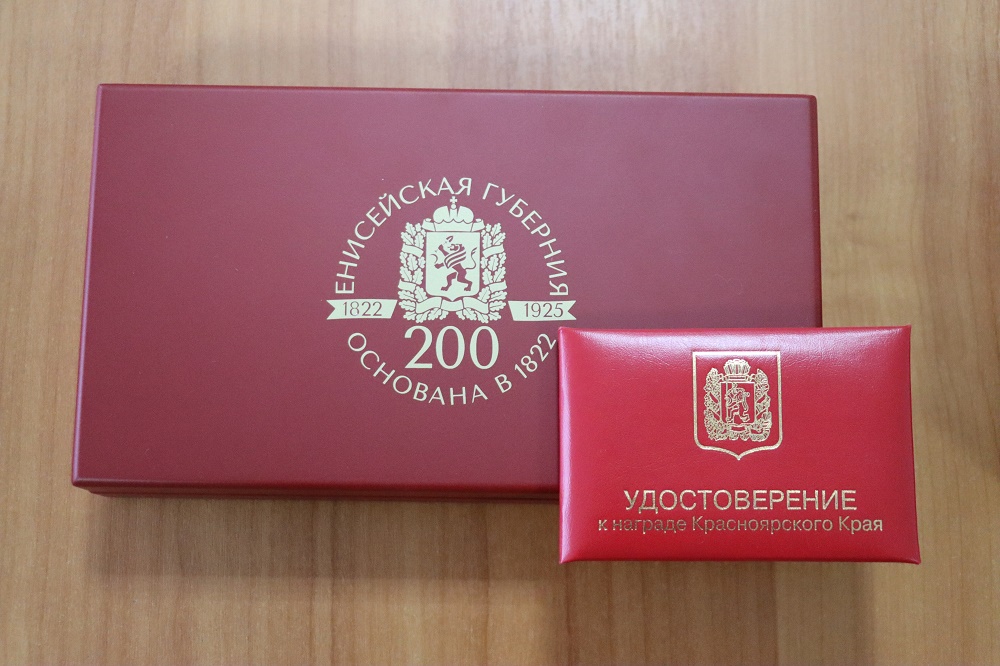 ЕНИСЕЙСКАЯ ГУБЕРНИЯ
1822 1925
200
ОСНОВАНА В 1822
УДОСТОВЕРЕНИЕ
к награде Красноярского Края